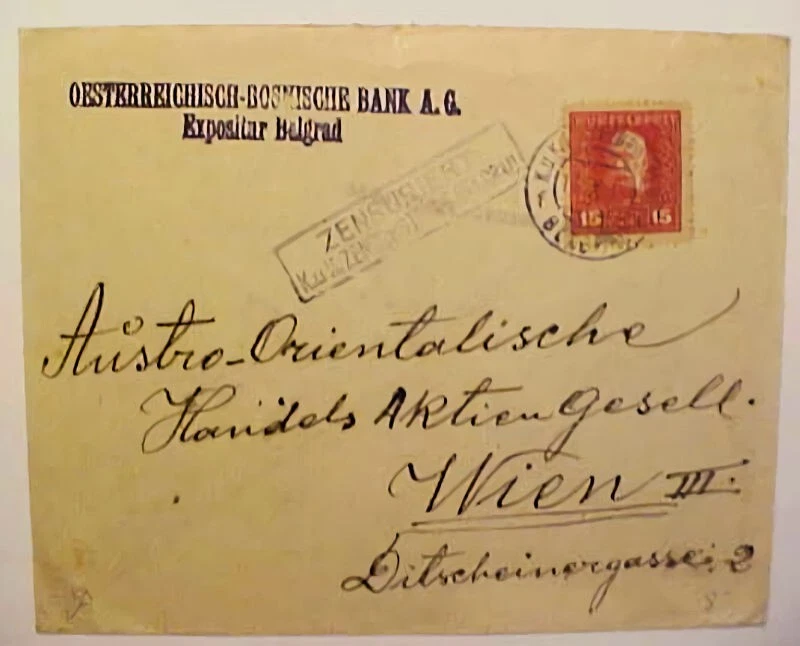 OESTERREICHISCH-BOSNISCHE BANK A. G.
Expositur Belgrad
ZENSURIERT
K.u.K.
15 15
Austro-Orientalische
Handels Aktien Gesell.
Wien III.
Ditscheinergasse 2